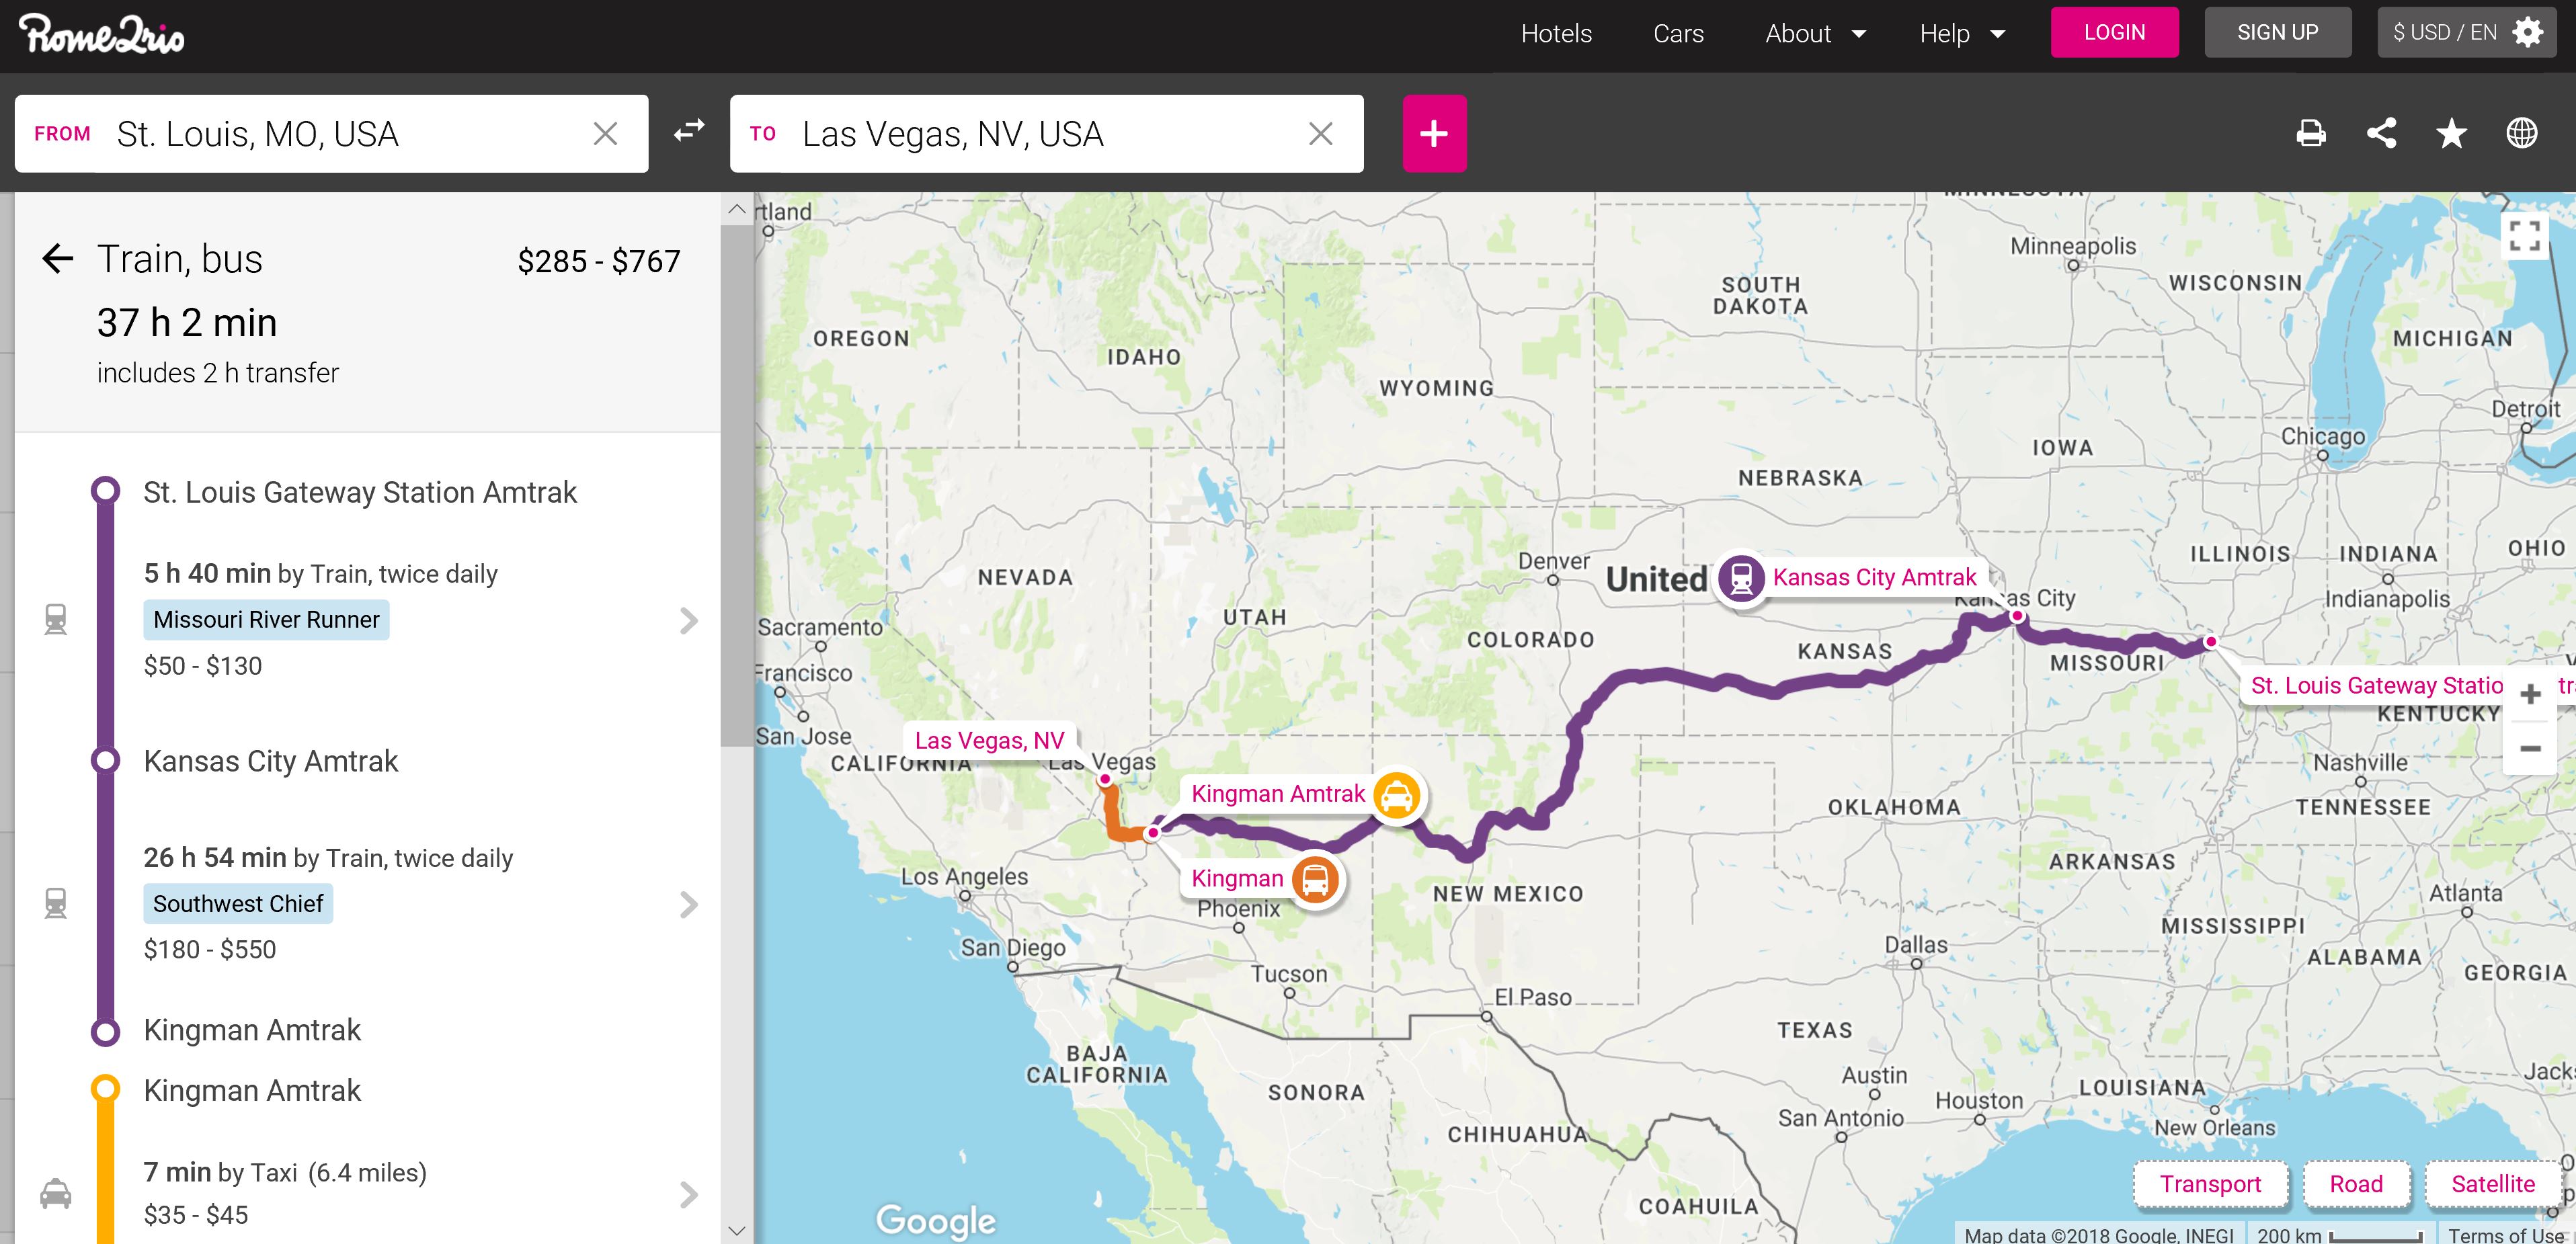 Rome2rio
Hotels
Cars
About
Help
LOGIN
SIGN UP
$ USD / EN
FROM St. Louis, MO, USA
TO Las Vegas, NV, USA
Train, bus
$285 - $767
37 h 2 min
includes 2 h transfer
St. Louis Gateway Station Amtrak
5 h 40 min by Train, twice daily
Missouri River Runner
$50 - $130
Kansas City Amtrak
26 h 54 min by Train, twice daily
Southwest Chief
$180 - $550
Kingman Amtrak
Kingman Amtrak
7 min by Taxi (6.4 miles)
$35 - $45
rtland
MINNESOTA
Minneapolis
WISCONSIN
SOUTH
DAKOTA
OREGON
IDAHO
MICHIGAN
WYOMING
Detroit
Chicago
IOWA
NEBRASKA
ILLINOIS
INDIANA
OHIO
Denver
United
Kansas City Amtrak
NEVADA
Kansas City
Indianapolis
UTAH
Sacramento
COLORADO
KANSAS
MISSOURI
Francisco
St. Louis Gateway Statio
KENTUCKY
San Jose
Las Vegas, NV
CALIFORNIA
Las Vegas
Nashville
Kingman Amtrak
OKLAHOMA
TENNESSEE
ARKANSAS
Los Angeles
Kingman
NEW MEXICO
Atlanta
Phoenix
MISSISSIPPI
San Diego
Dallas
ALABAMA
Tucson
GEORGIA
El Paso
TEXAS
BAJA
CALIFORNIA
Austin
SONORA
LOUISIANA
Houston
Jacks
San Antonio
New Orleans
CHIHUAHUA
Transport
Road
Satellite
COAHUILA
Google
Map data ©2018 Google, INEGI
200 km
Terms of Use